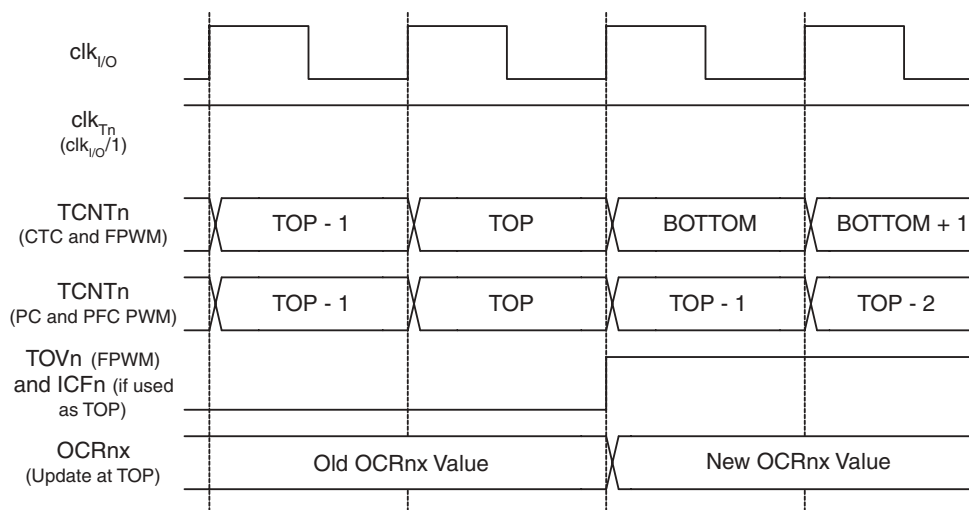 clkI/O
clkTn
(clkI/O/1)
TCNTn
(CTC and FPWM)
TOP - 1
TOP
BOTTOM
BOTTOM + 1
TCNTn
(PC and PFC PWM)
TOP - 1
TOP
TOP - 1
TOP - 2
TOVn (FPWM)
and ICFn (if used
as TOP)
OCRnx
(Update at TOP)
Old OCRnx Value
New OCRnx Value